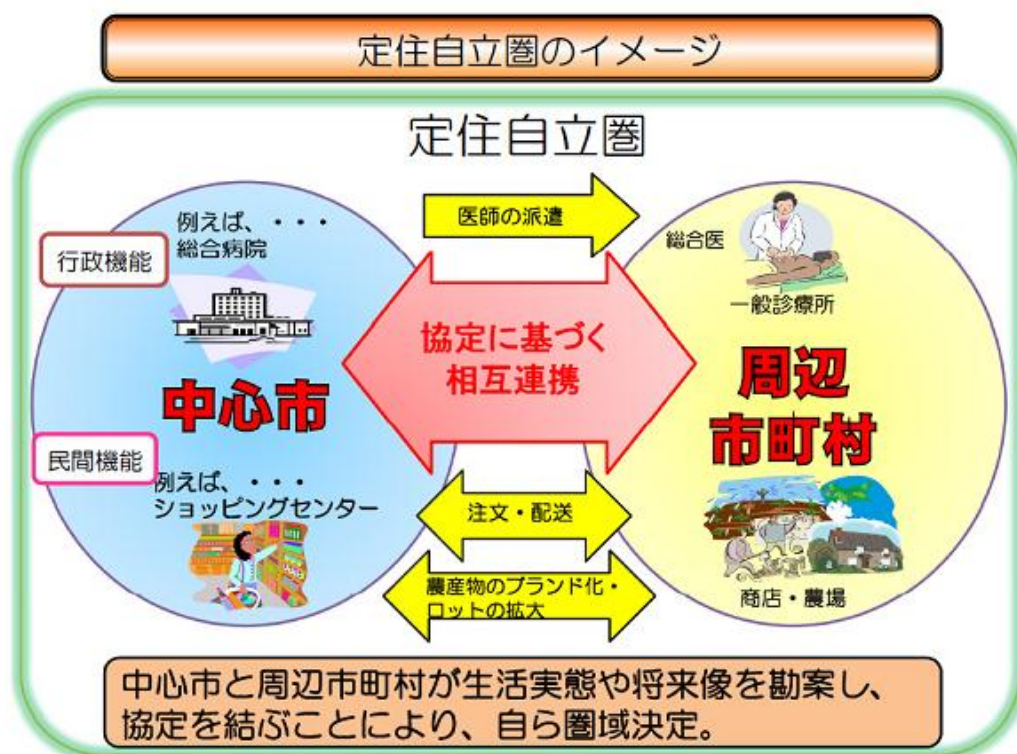 定住自立圏のイメージ
定住自立圏
例えば、・・・
総合病院
行政機能
中心市
民間機能
例えば、・・・
ショッピングセンター
医師の派遣
協定に基づく
相互連携
注文・配送
農産物のブランド化・
ロットの拡大
総合医
一般診療所
周辺
市町村
商店・農場
中心市と周辺市町村が生活実態や将来像を勘案し、
協定を結ぶことにより、自ら圏域決定。